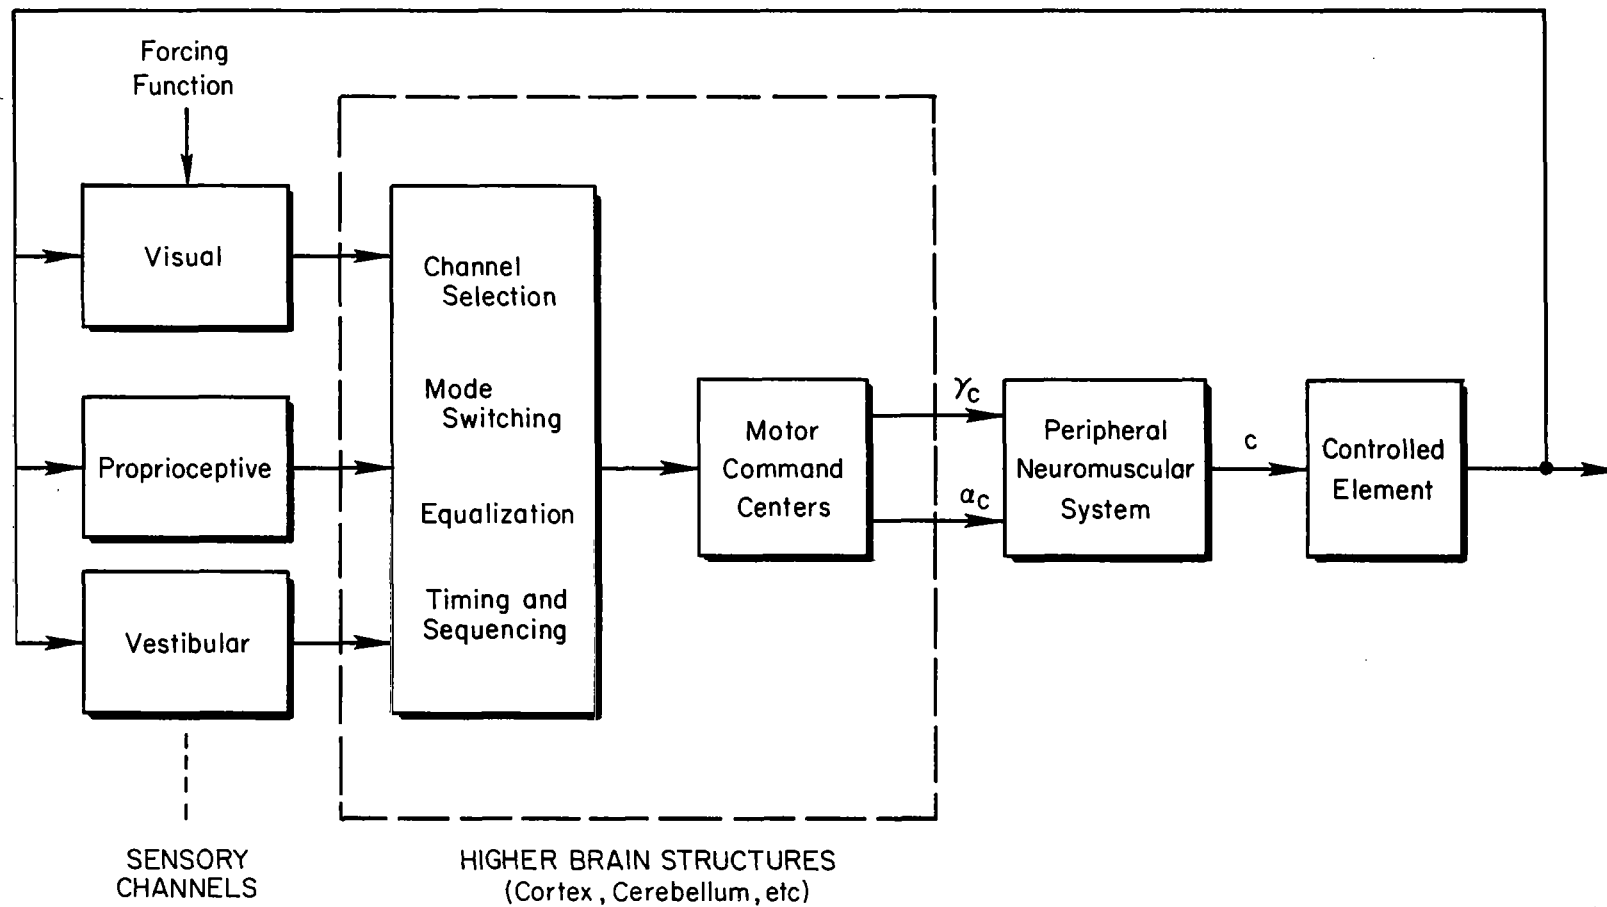 Forcing
Function
Visual
Proprioceptive
Vestibular
SENSORY
CHANNELS
Channel
Selection
Mode
Switching
Equalization
Timing and
Sequencing
Motor
Command
Centers
HIGHER BRAIN STRUCTURES
(Cortex, Cerebellum, etc)
γc
αc
Peripheral
Neuromuscular
System
c
Controlled
Element